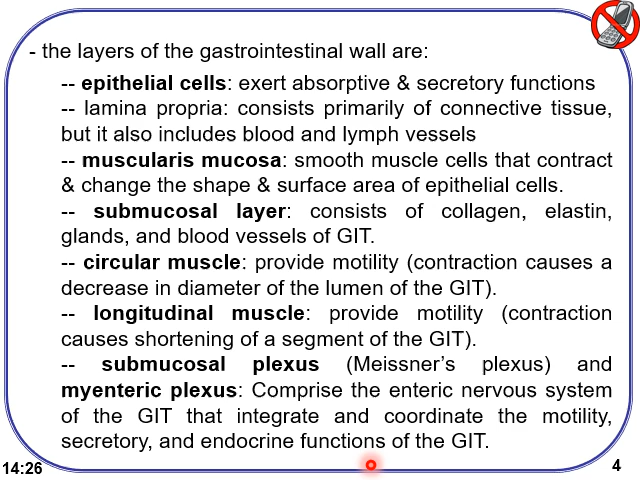 - the layers of the gastrointestinal wall are:
-- epithelial cells: exert absorptive & secretory functions
-- lamina propria: consists primarily of connective tissue,
but it also includes blood and lymph vessels
-- muscularis mucosa: smooth muscle cells that contract
& change the shape & surface area of epithelial cells.
-- submucosal layer: consists of collagen, elastin,
glands, and blood vessels of GIT.
-- circular muscle: provide motility (contraction causes a
decrease in diameter of the lumen of the GIT).
-- longitudinal muscle: provide motility (contraction
causes shortening of a segment of the GIT).
-- submucosal plexus (Meissner’s plexus) and
myenteric plexus: Comprise the enteric nervous system
of the GIT that integrate and coordinate the motility,
secretory, and endocrine functions of the GIT.
14:26
4